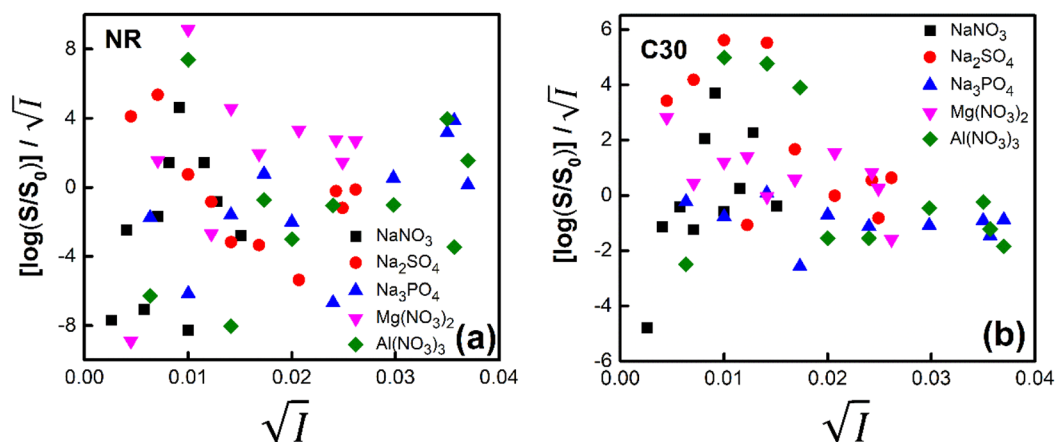 NR
[log(S/S₀)] / √I
8
4
0
-4
-8
NaNO₃
Na₂SO₄
Na₃PO₄
Mg(NO₃)₂
Al(NO₃)₃
(a)
0.00 0.01 0.02 0.03 0.04
√I
C30
[log(S/S₀)] / √I
6
4
2
0
-2
-4
-6
NaNO₃
Na₂SO₄
Na₃PO₄
Mg(NO₃)₂
Al(NO₃)₃
(b)
0.00 0.01 0.02 0.03 0.04
√I